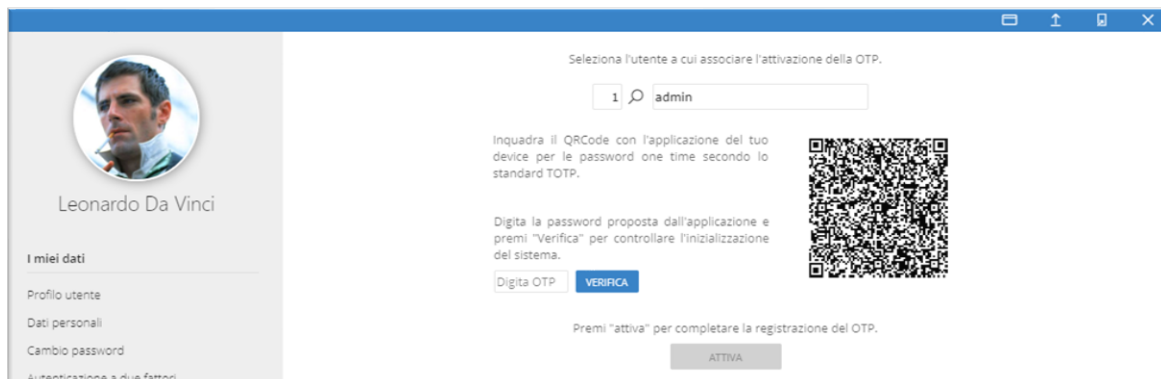 Seleziona l'utente a cui associare l'attivazione della OTP.
1 admin
Inquadra il QRCode con l'applicazione del tuo
device per le password one time secondo lo
standard TOTP.
Leonardo Da Vinci
Digita la password proposta dall'applicazione e
premi "Verifica" per controllare l'inizializzazione
del sistema.
I miei dati
Digita OTP VERIFICA
Profilo utente
Dati personali
Premi "attiva" per completare la registrazione del OTP.
Cambio password
ATTIVA
Autenticazione a due fattori